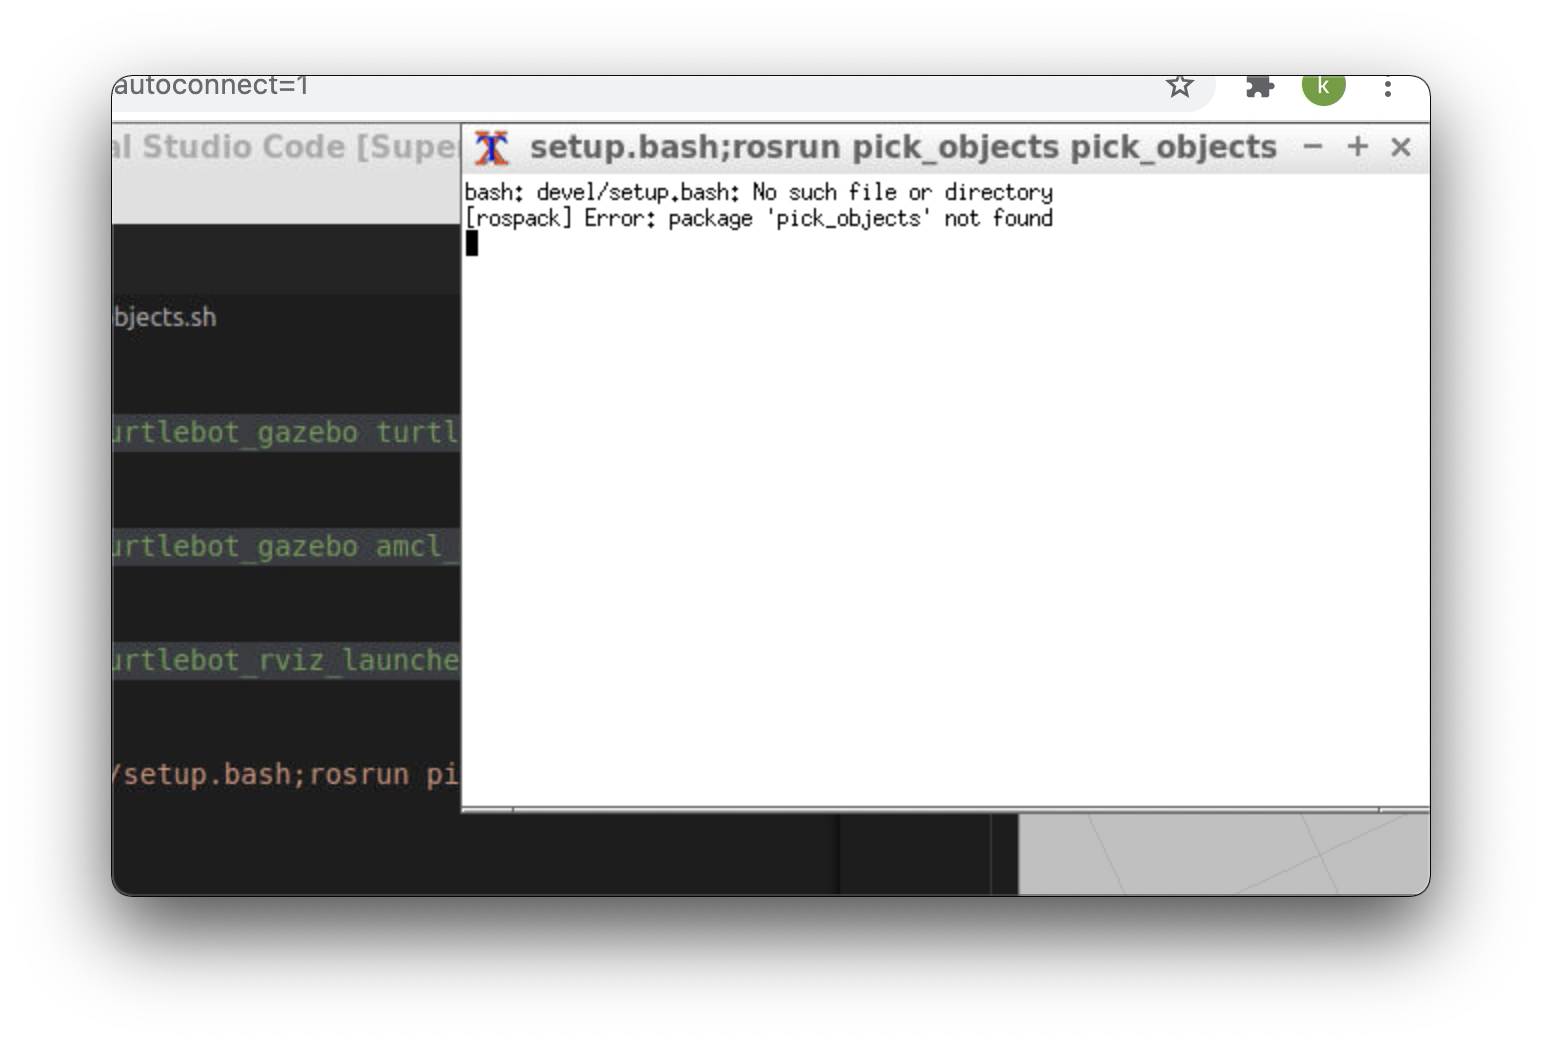 autoconnect=1
k
al Studio Code [Super
setup.bash;rosrun pick_objects pick_objects
bash: devel/setup.bash: No such file or directory
[rospack] Error: package 'pick_objects' not found
bjects.sh
urtlebot_gazebo turtl
urtlebot_gazebo amcl_
urtlebot_rviz_launche
/setup.bash;rosrun pi